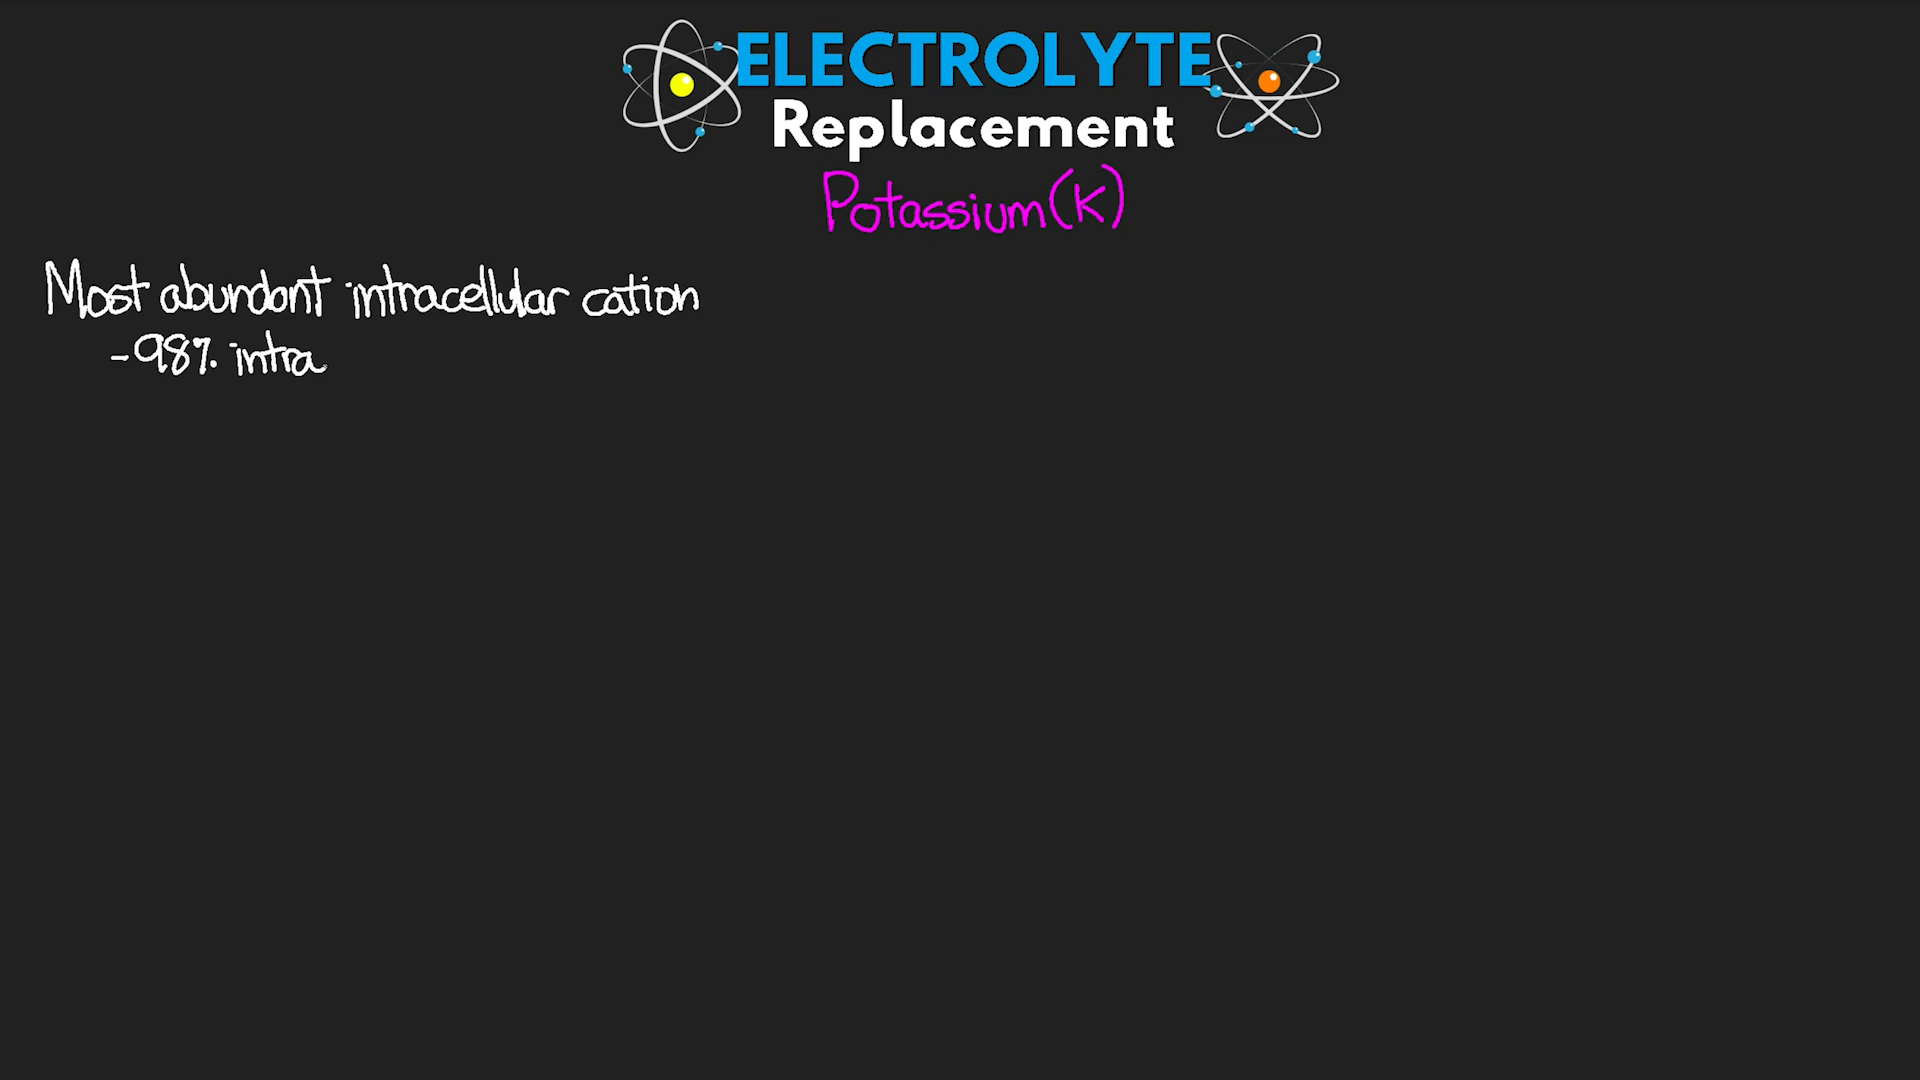 ELECTROLYTE
Replacement
Potassium (K)
Most abundant intracellular cation
- 98% intra